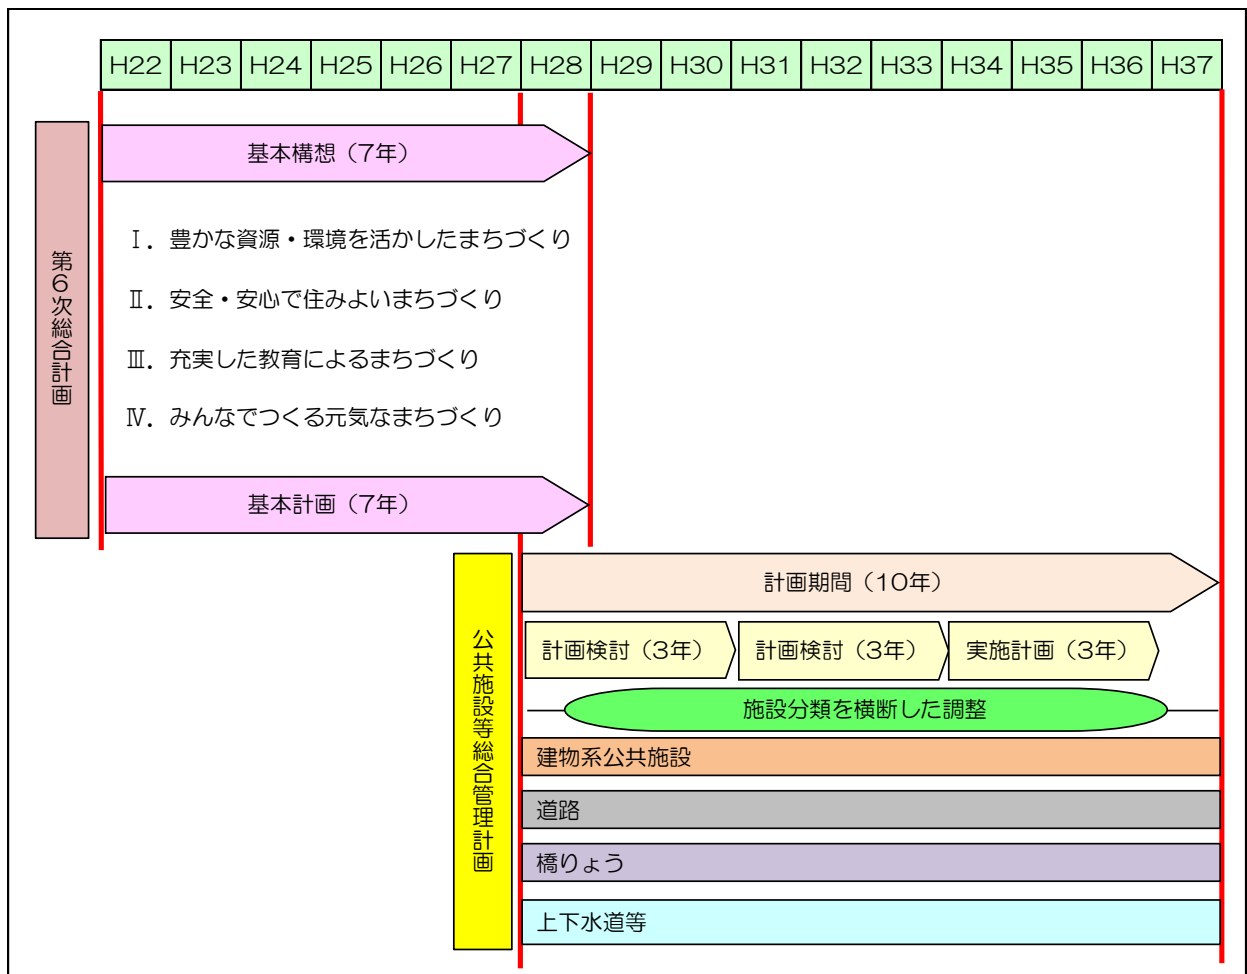 H22 H23 H24 H25 H26 H27 H28 H29 H30 H31 H32 H33 H34 H35 H36 H37
第6次総合計画
基本構想（7年）
Ⅰ．豊かな資源・環境を活かしたまちづくり
Ⅱ．安全・安心で住みよいまちづくり
Ⅲ．充実した教育によるまちづくり
Ⅳ．みんなでつくる元気なまちづくり
基本計画（7年）
公共施設等総合管理計画
計画期間（10年）
計画検討（3年） 計画検討（3年） 実施計画（3年）
施設分類を横断した調整
建物系公共施設
道路
橋りょう
上下水道等